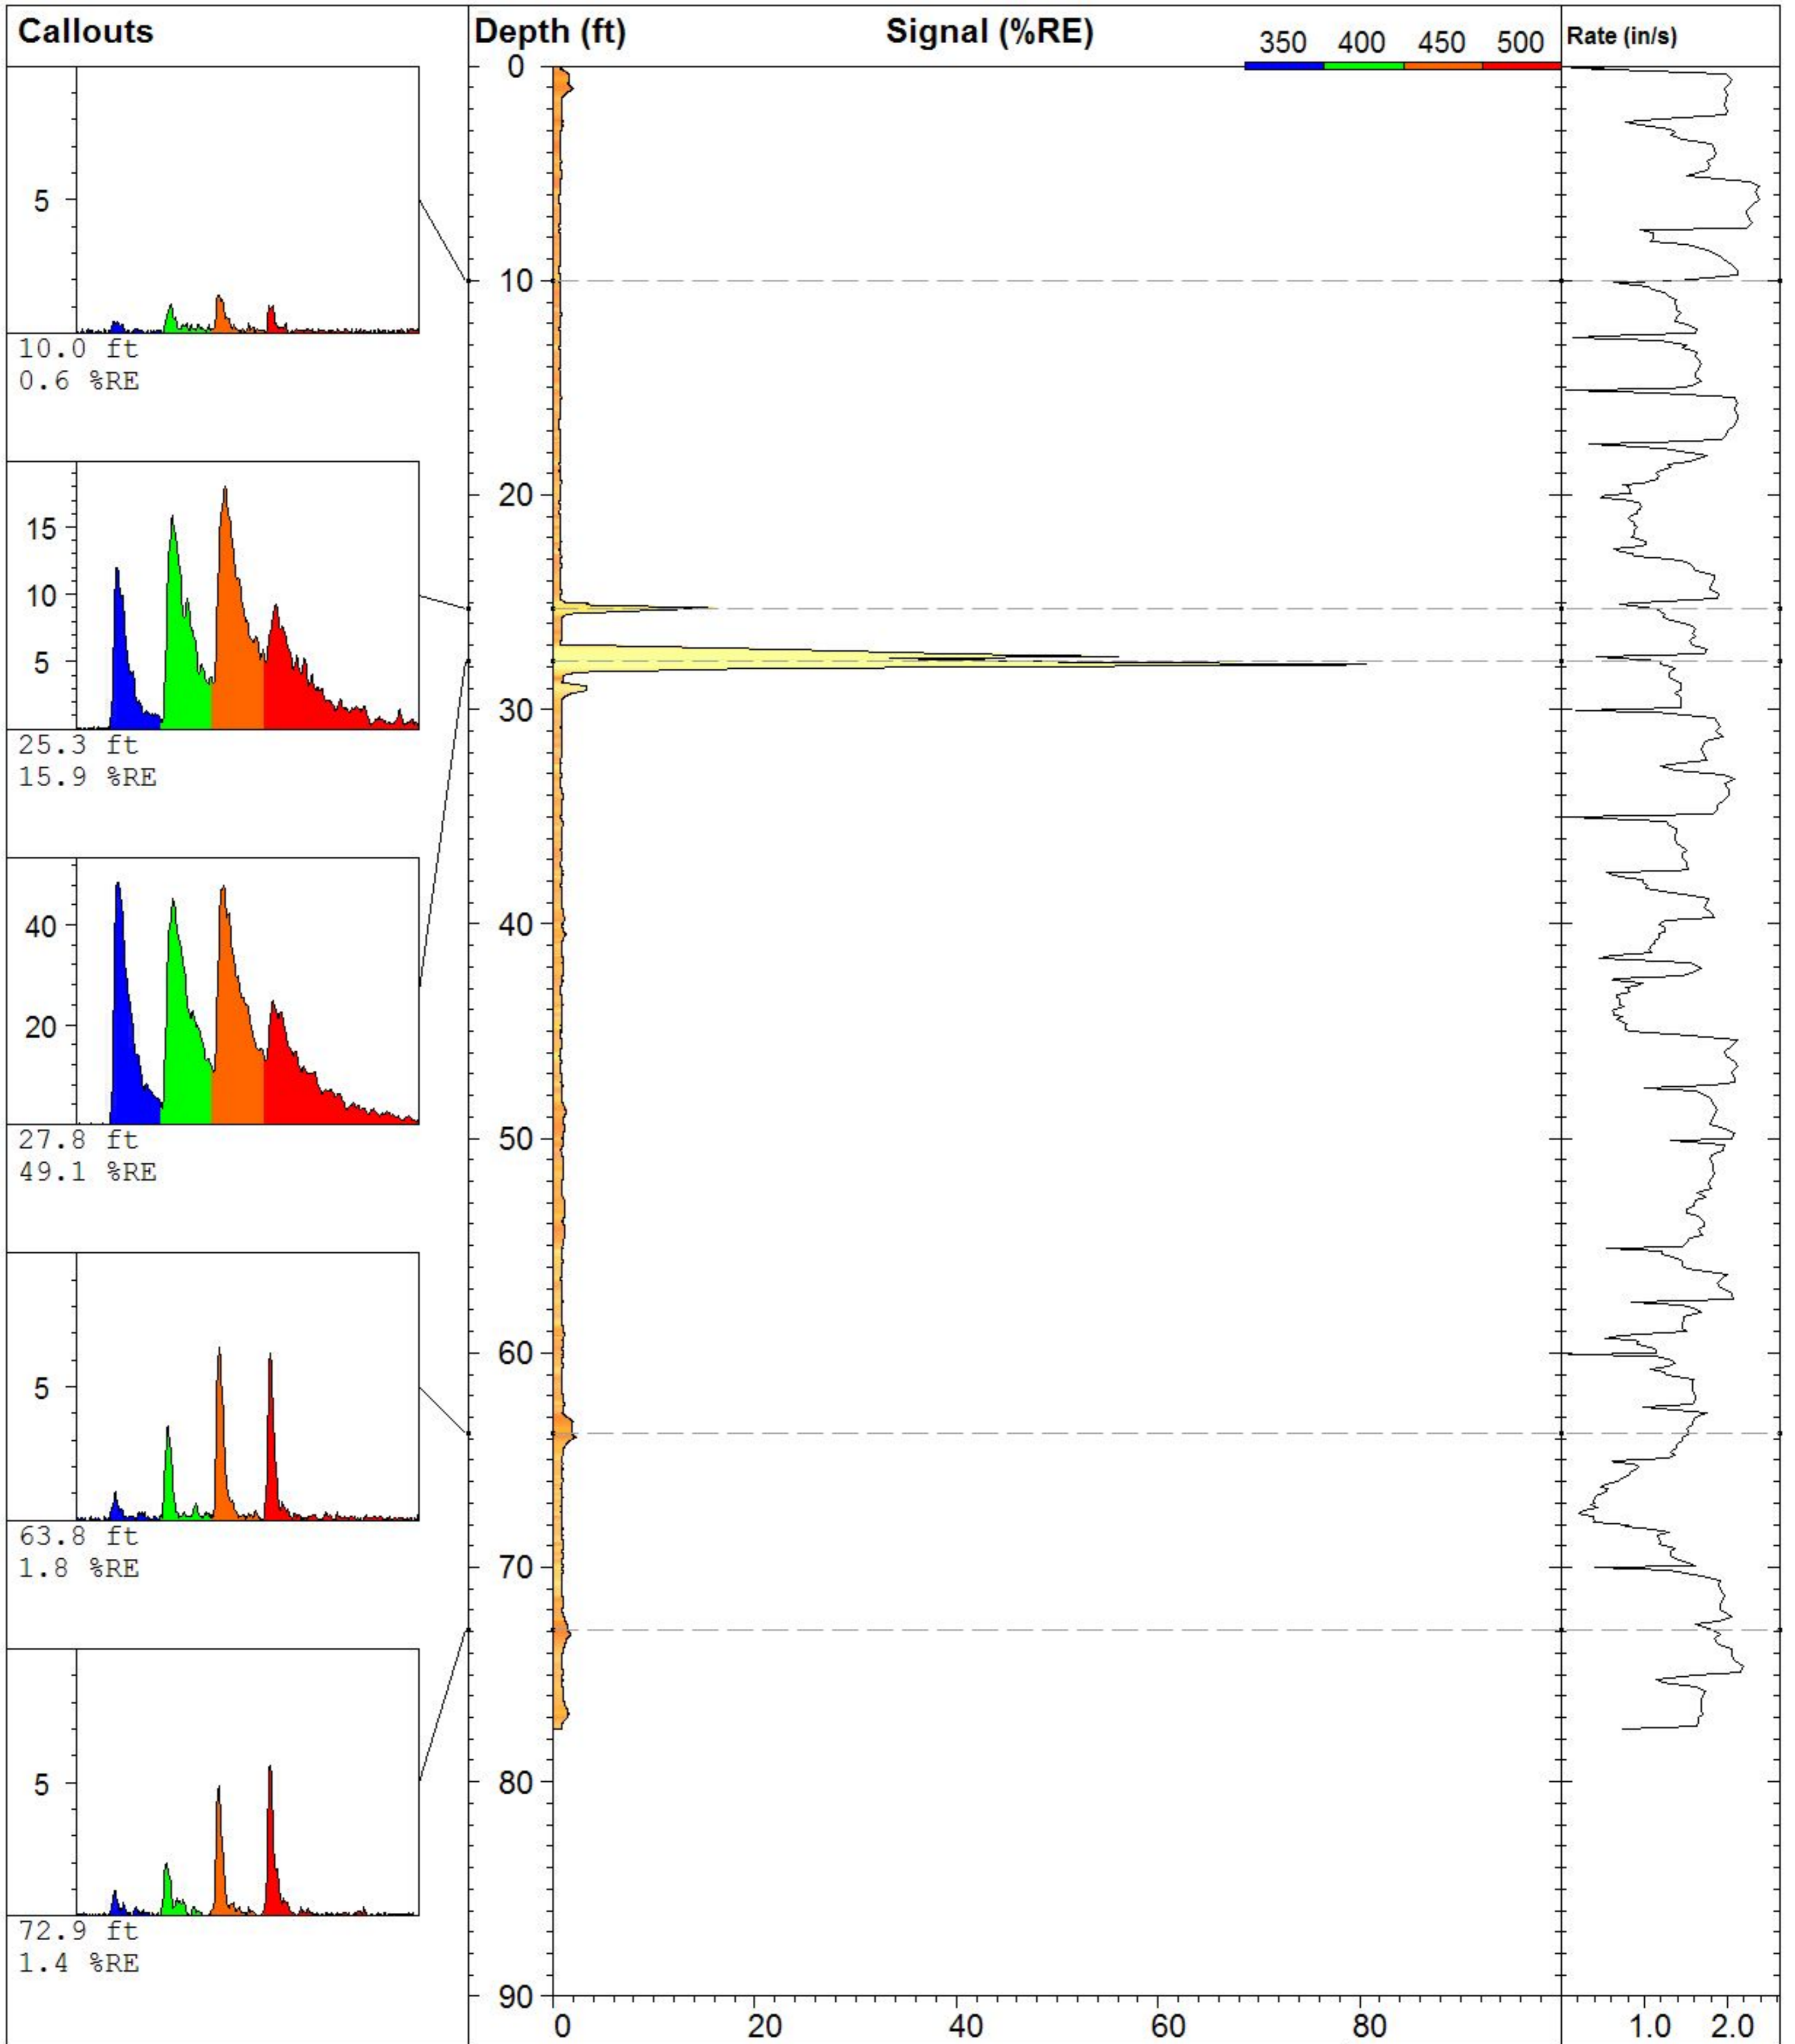 Callouts
Depth (ft)
Signal (%RE)
350 400 450 500
Rate (in/s)
5
10.0 ft
0.6 %RE
15
10
5
25.3 ft
15.9 %RE
40
20
27.8 ft
49.1 %RE
5
63.8 ft
1.8 %RE
5
72.9 ft
1.4 %RE
0
10
20
30
40
50
60
70
80
90
0 20 40 60 80
1.0 2.0